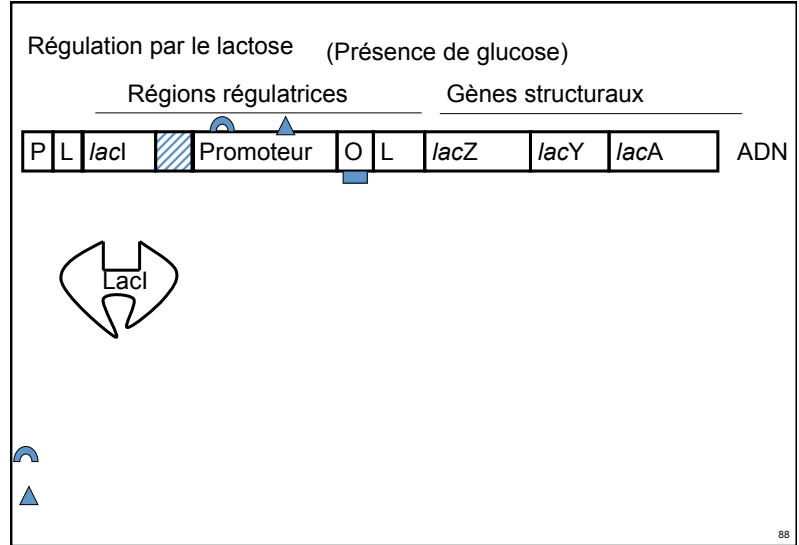 Régulation par le lactose (Présence de glucose)
Régions régulatrices Gènes structuraux
P L lacI Promoteur O L lacZ lacY lacA ADN
LacI
88